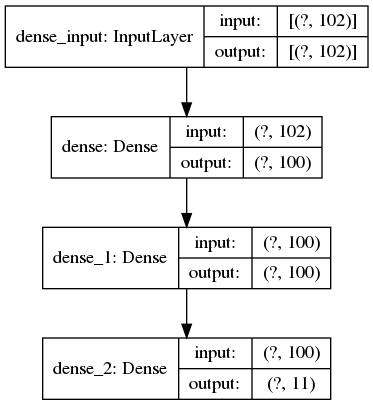 dense_input: InputLayer
input: [(?, 102)]
output: [(?, 102)]
dense: Dense
input: (?, 102)
output: (?, 100)
dense_1: Dense
input: (?, 100)
output: (?, 100)
dense_2: Dense
input: (?, 100)
output: (?, 11)